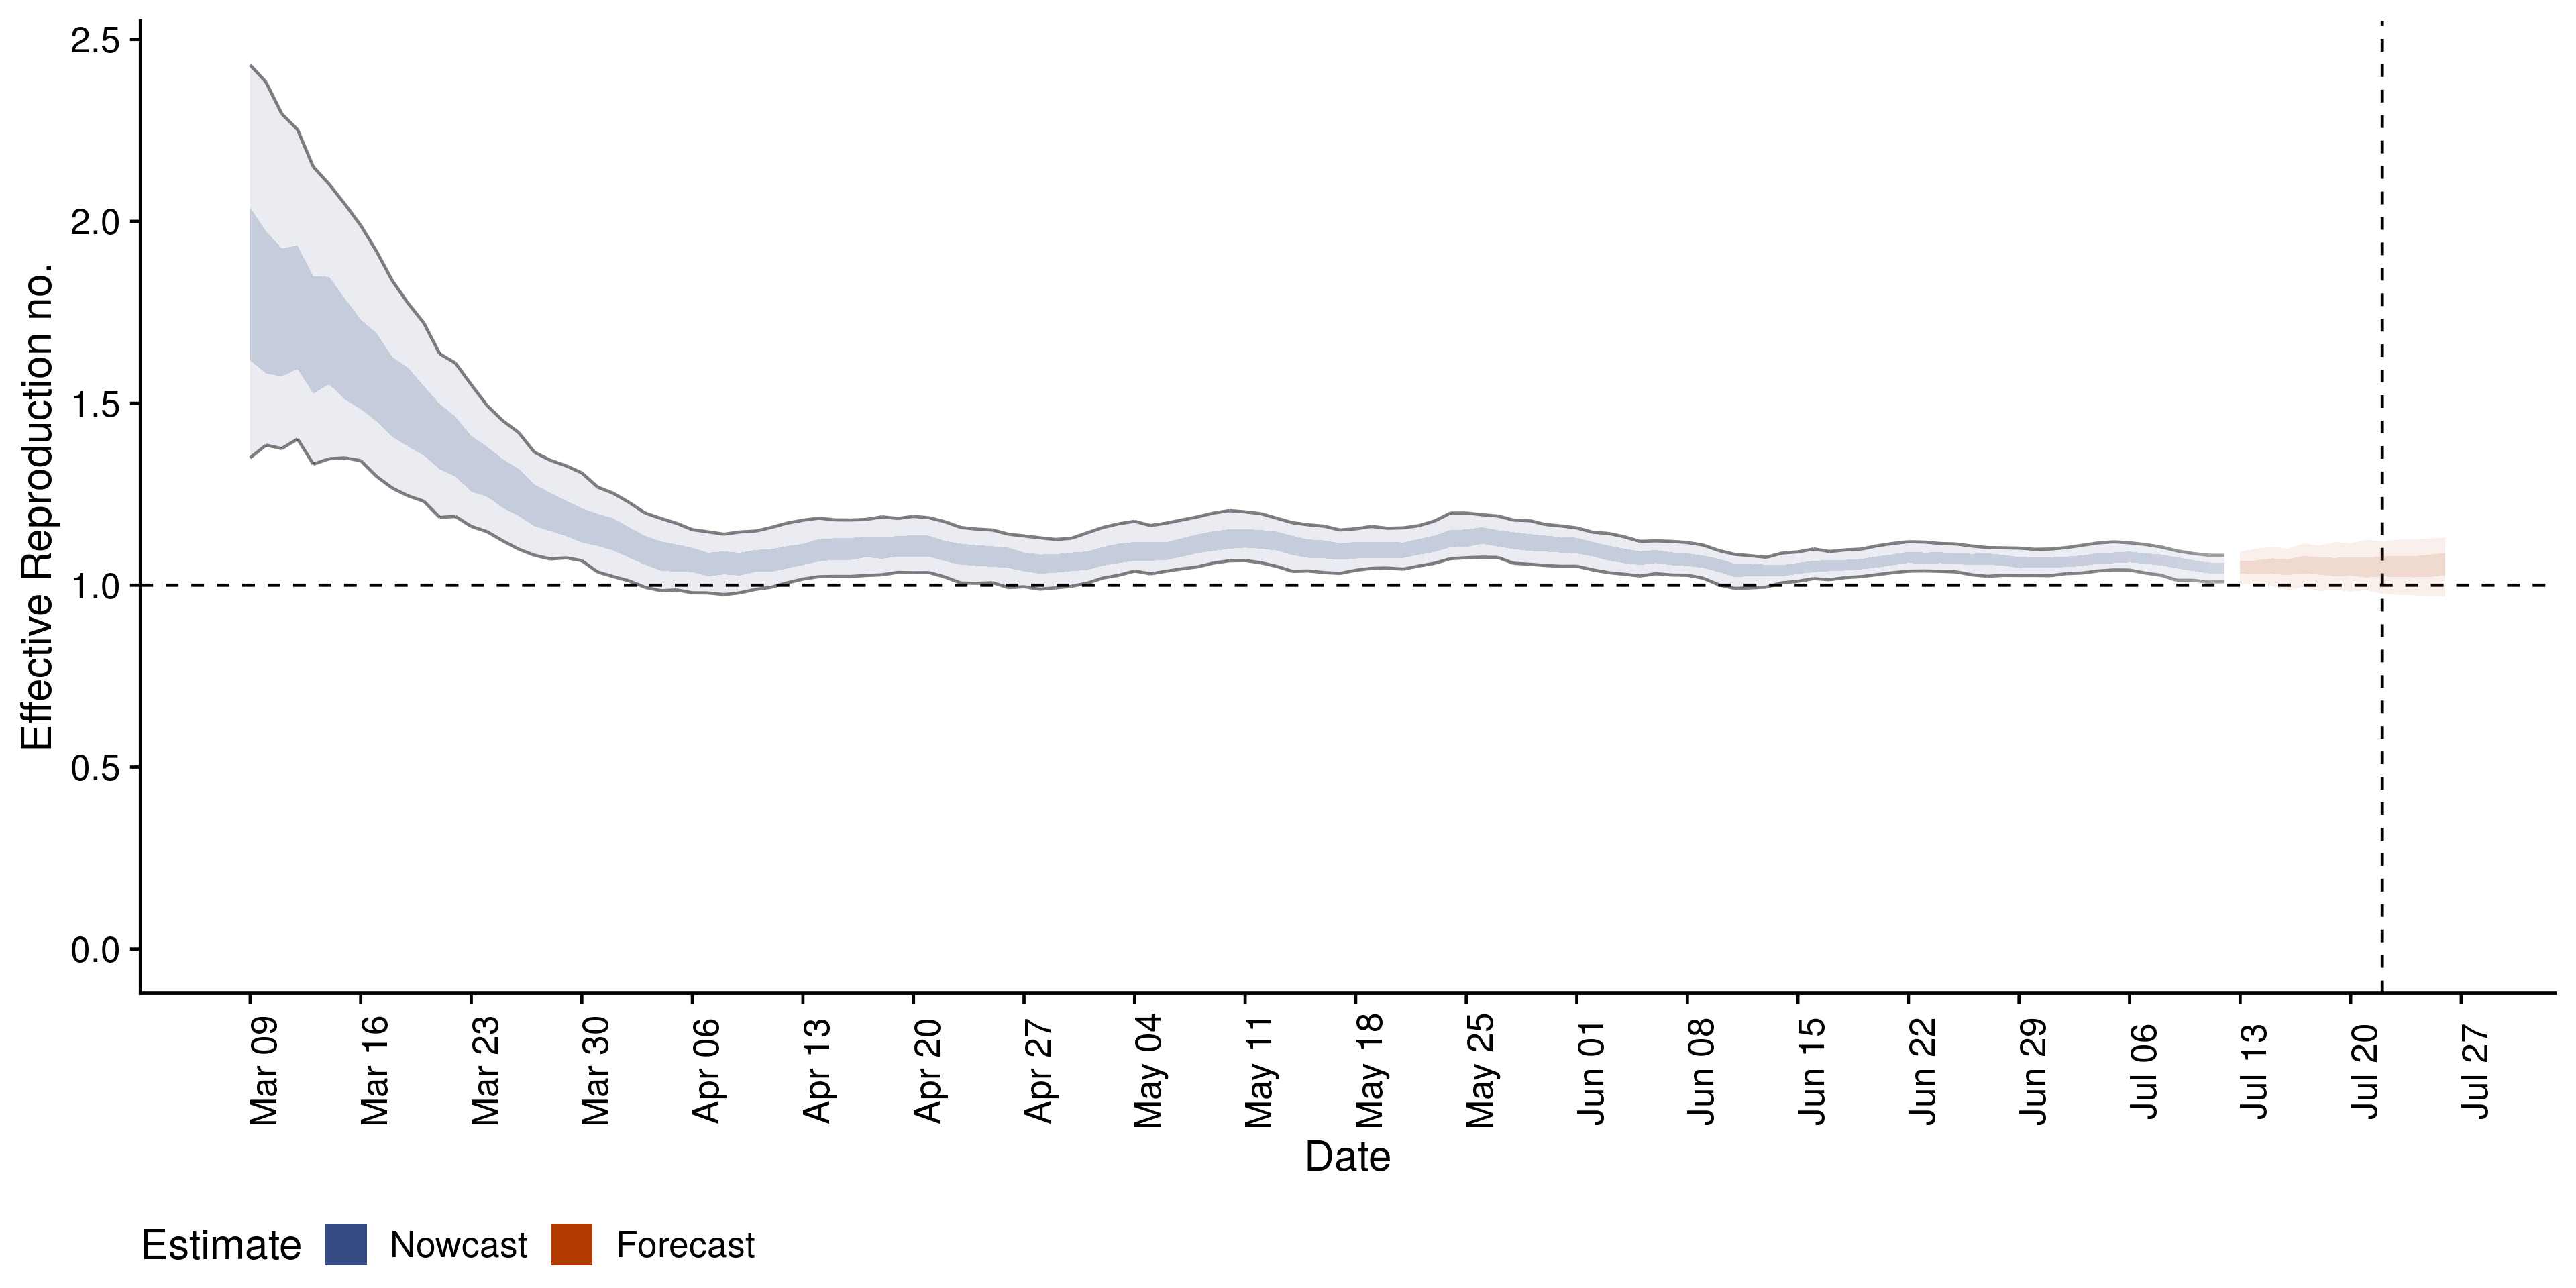 Effective Reproduction no.
2.5
2.0
1.5
1.0
0.5
0.0
Mar 09
Mar 16
Mar 23
Mar 30
Apr 06
Apr 13
Apr 20
Apr 27
May 04
May 11
May 18
May 25
Jun 01
Jun 08
Jun 15
Jun 22
Jun 29
Jul 06
Jul 13
Jul 20
Jul 27
Date
Estimate Nowcast Forecast